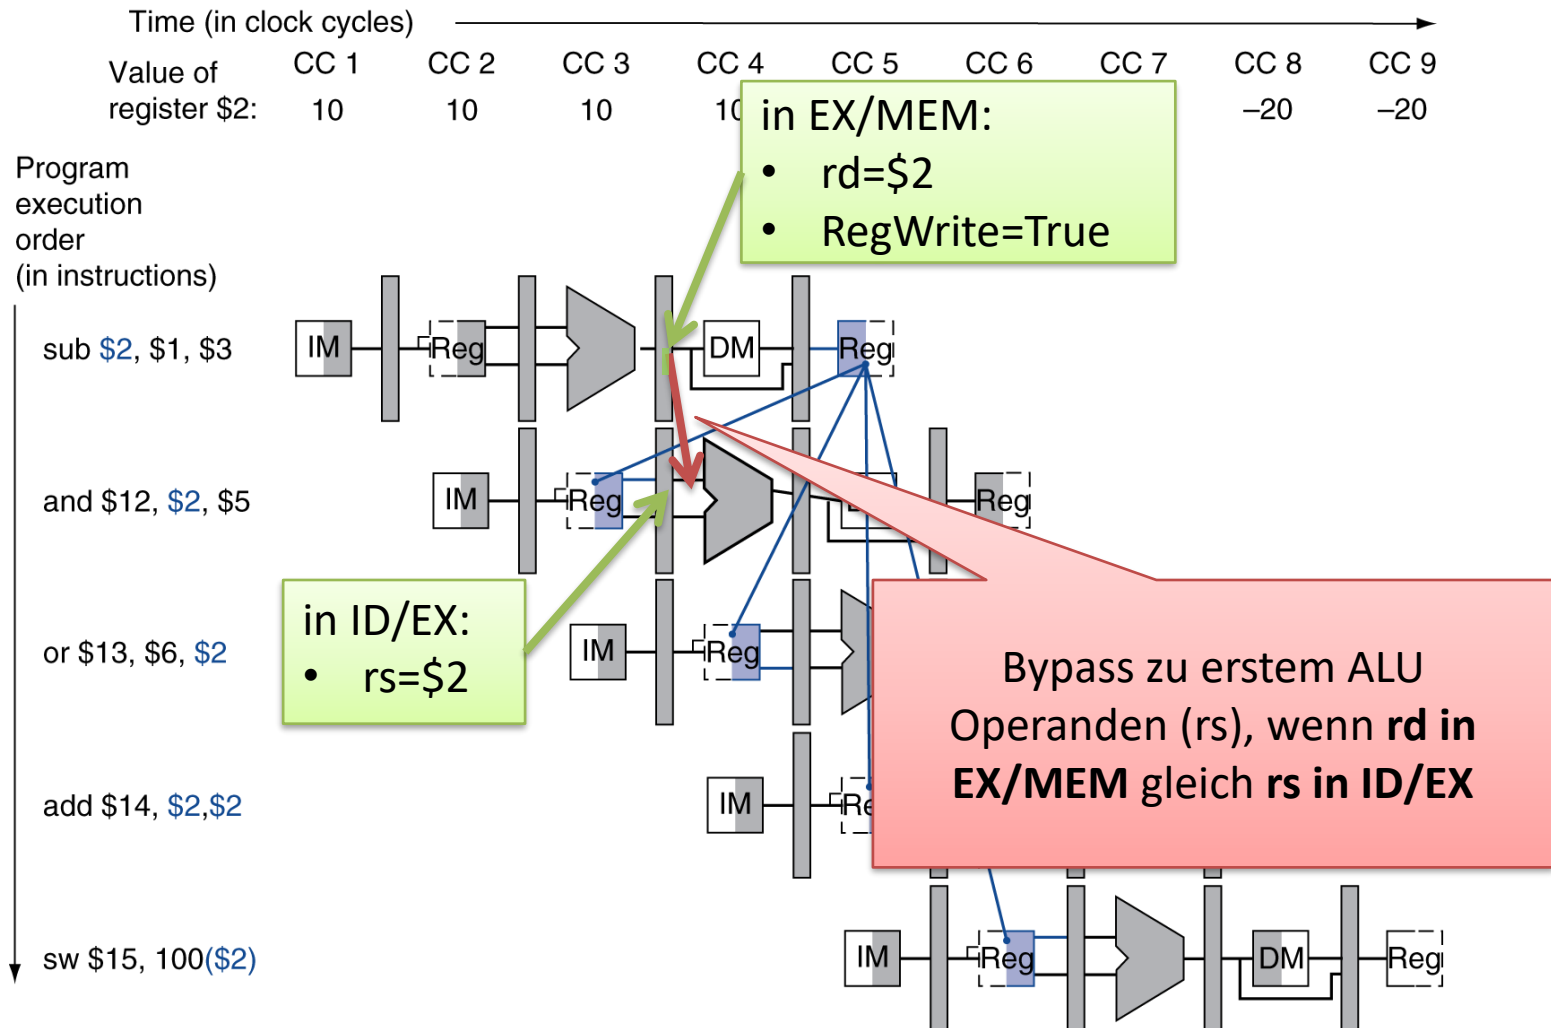 Time (in clock cycles)
Value of
register $2:
CC 1 CC 2 CC 3 CC 4 CC 5 CC 6 CC 7 CC 8 CC 9
10 10 10 10 –20 –20
in EX/MEM:
• rd=$2
• RegWrite=True
Program
execution
order
(in instructions)
sub $2, $1, $3
IM Reg DM Reg
and $12, $2, $5
IM Reg Reg
in ID/EX:
• rs=$2
or $13, $6, $2
IM Reg
Bypass zu erstem ALU
Operanden (rs), wenn rd in
EX/MEM gleich rs in ID/EX
add $14, $2,$2
IM Re
sw $15, 100($2)
IM Reg DM Reg